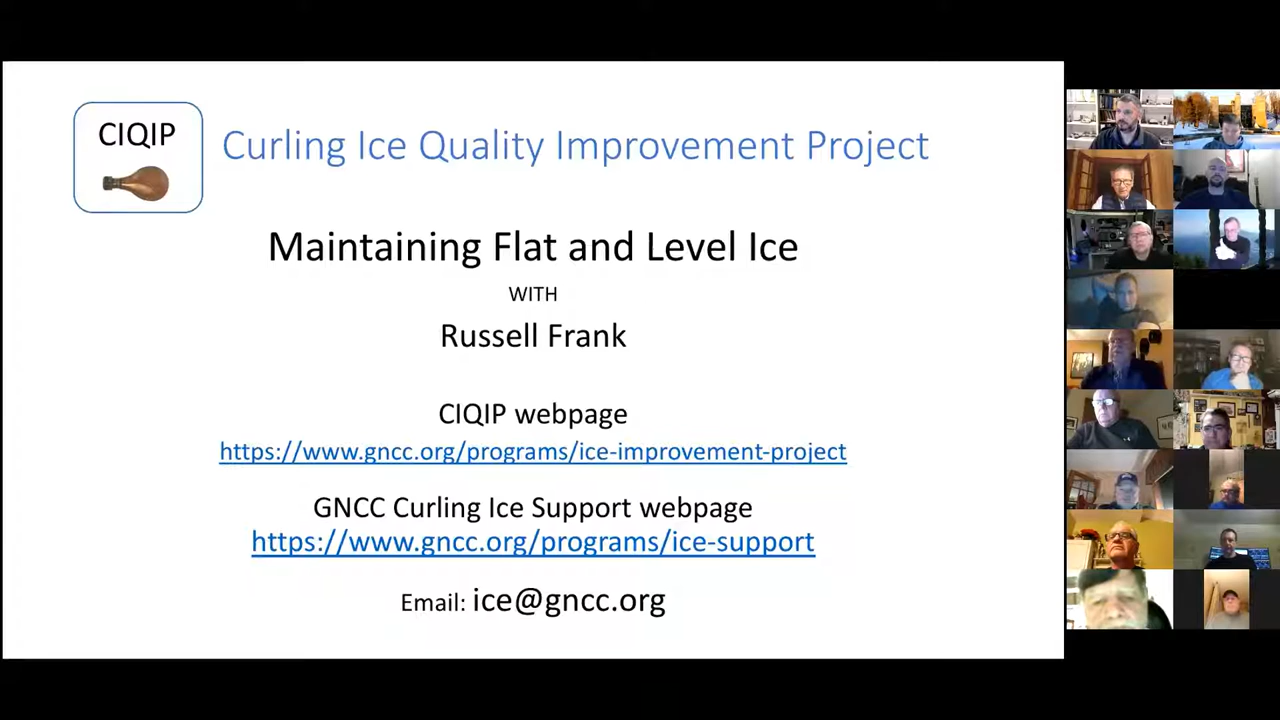 CIQIP
Curling Ice Quality Improvement Project
Maintaining Flat and Level Ice
WITH
Russell Frank
CIQIP webpage
https://www.gncc.org/programs/ice-improvement-project
GNCC Curling Ice Support webpage
https://www.gncc.org/programs/ice-support
Email: ice@gncc.org